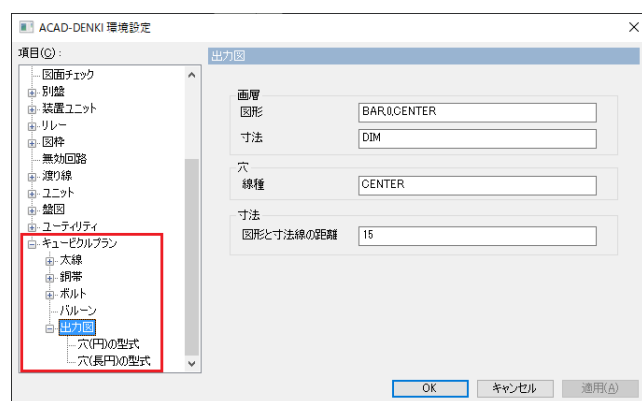 ACAD-DENKI 環境設定
項目(C):
図面チェック
別盤
装置ユニット
リレー
図枠
無効回路
渡り線
ユニット
盤図
ユーティリティ
キュービクルプラン
太線
銅帯
ボルト
バルーン
出力図
穴(円)の型式
穴(長円)の型式
出力図
画層
図形 BAR,0,CENTER
寸法 DIM
穴
線種 CENTER
寸法
図形と寸法線の距離 15
OK キャンセル 適用(A)